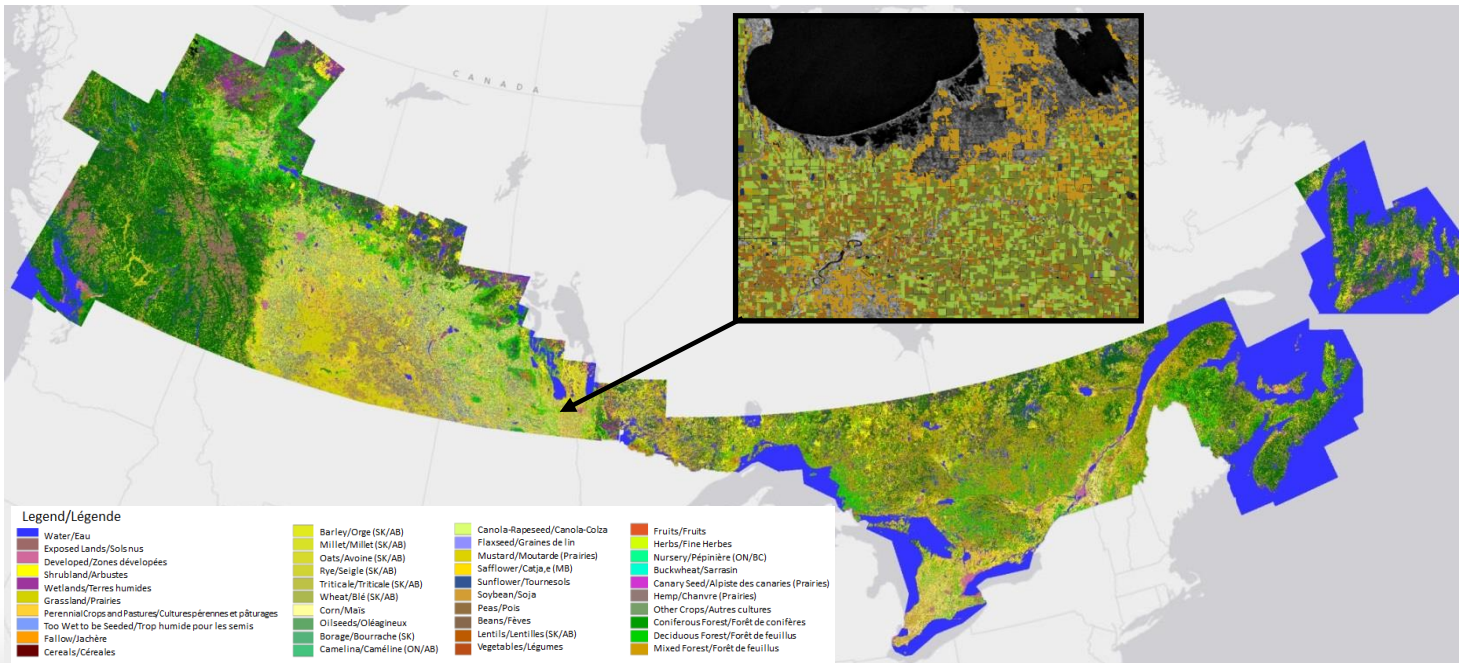 CANADA
Legend/Légende
Water/Eau
Exposed Lands/Sols nus
Developed/Zones dévelopées
Shrubland/Arbustes
Wetlands/Terres humides
Grassland/Prairies
Perennial Crops and Pastures/Cultures pérennes et pâturages
Too Wet to be Seeded/Trop humide pour les semis
Fallow/Jachère
Cereals/Céreales
Barley/Orge (SK/AB)
Millet/Millet (SK/AB)
Oats/Avoine (SK/AB)
Rye/Seigle (SK/AB)
Triticale/Triticale (SK/AB)
Wheat/Blé (SK/AB)
Corn/Maïs
Oilseeds/Oléagineux
Borage/Bourrache (SK)
Camelina/Caméline (ON/AB)
Canola-Rapeseed/Canola-Colza
Flaxseed/Graines de lin
Mustard/Moutarde (Prairies)
Safflower/Catja,e (MB)
Sunflower/Tournesols
Soybean/Soja
Peas/Pois
Beans/Fèves
Lentils/Lentilles (SK/AB)
Vegetables/Légumes
Fruits/Fruits
Herbs/Fine Herbes
Nursery/Pépinière (ON/BC)
Buckwheat/Sarrasin
Canary Seed/Alpiste des canaries (Prairies)
Hemp/Chanvre (Prairies)
Other Crops/Autres cultures
Coniferous Forest/Forêt de conifères
Deciduous Forest/Forêt de feuillus
Mixed Forest/Forêt de feuillus